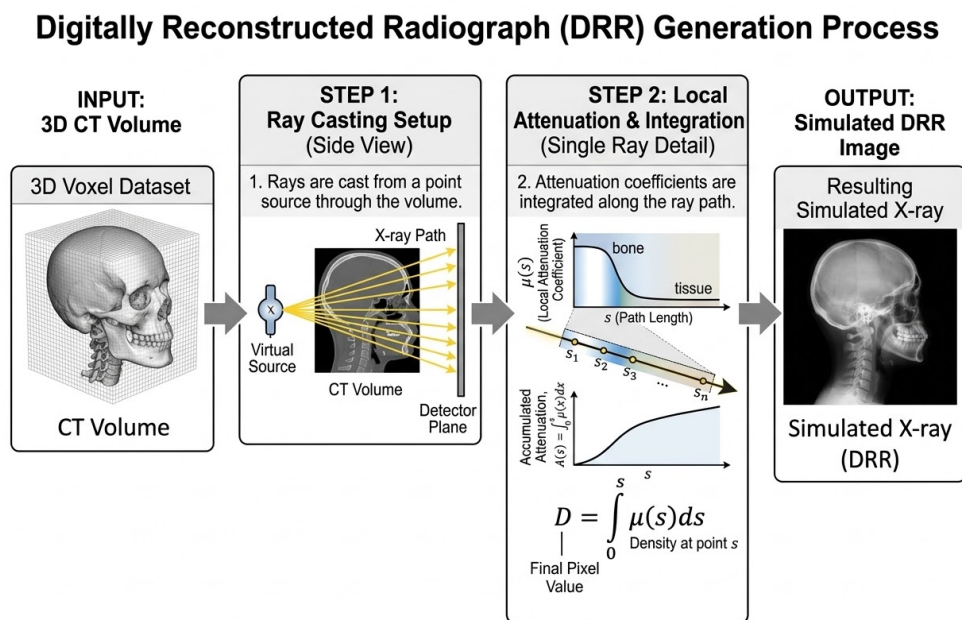 Digitally Reconstructed Radiograph (DRR) Generation Process
INPUT:
3D CT Volume
3D Voxel Dataset
CT Volume
STEP 1:
Ray Casting Setup
(Side View)
1. Rays are cast from a point
source through the volume.
X-ray Path
X
Virtual
Source
CT Volume
Detector
Plane
STEP 2: Local
Attenuation & Integration
(Single Ray Detail)
2. Attenuation coefficients are
integrated along the ray path.
μ(s)
(Local Attenuation
Coefficient)
bone
tissue
s (Path Length)
s₁
s₂
s₃
...
sₙ
Accumulated
Attenuation,
A(s) = ∫₀ˢ μ(x)dx
s
D = ∫₀ˢ μ(s)ds
Density at point s
Final Pixel
Value
OUTPUT:
Simulated DRR
Image
Resulting
Simulated X-ray
Simulated X-ray
(DRR)